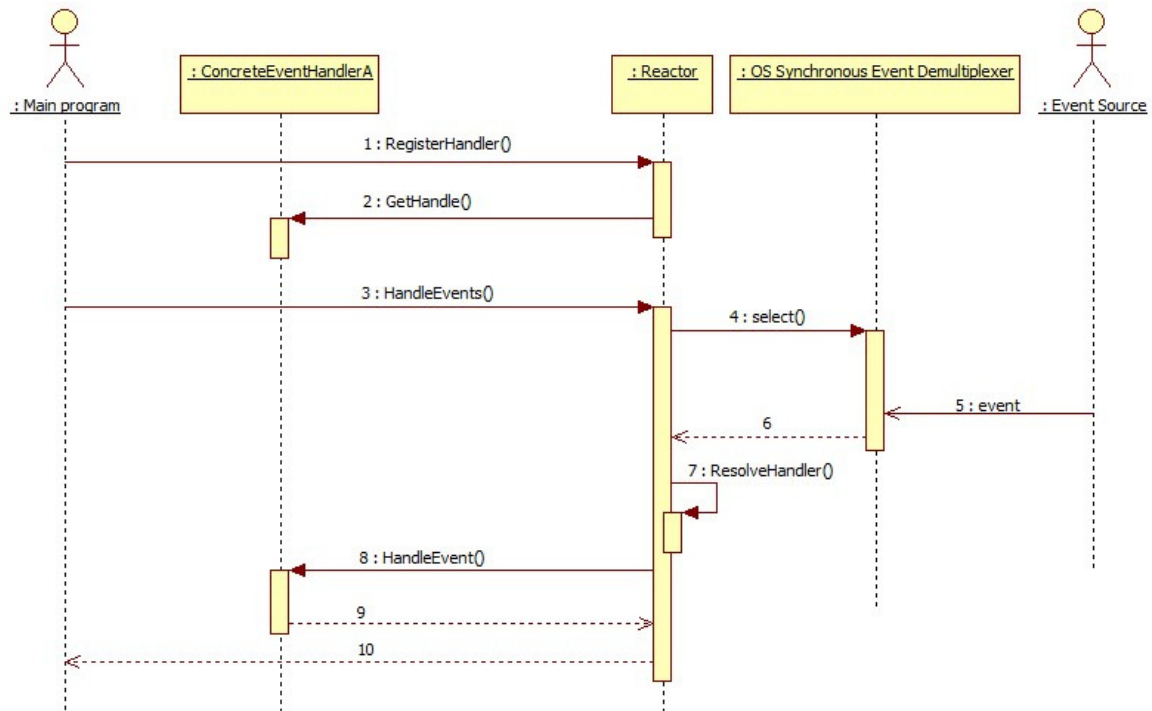 : ConcreteEventHandlerA
: Reactor
: OS Synchronous Event Demultiplexer
: Main program
: Event Source
1 : RegisterHandler()
2 : GetHandle()
3 : HandleEvents()
4 : select()
5 : event
6
7 : ResolveHandler()
8 : HandleEvent()
9
10